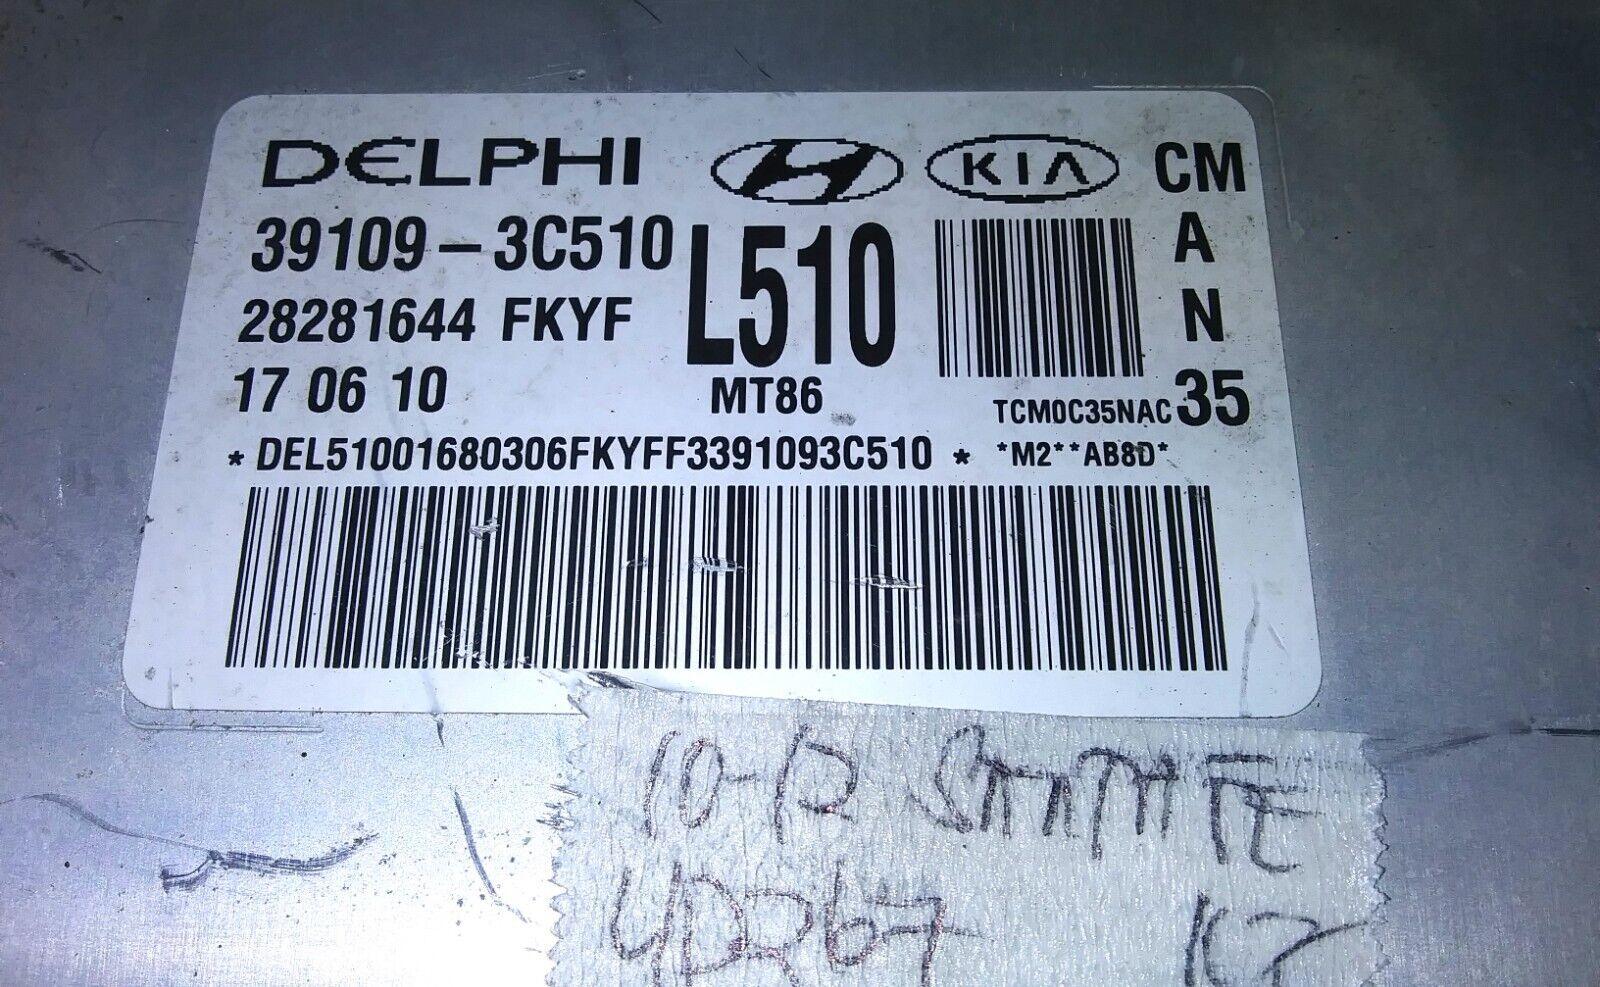 DELPHI KIA CM
39109-3C510 L510 A
28281644 FKYF N
17 06 10 MT86 TCM0C35NAC 35
*DEL51001680306FKYFF3391093C510* *M2**AB8D*
10-12 SANTA FE